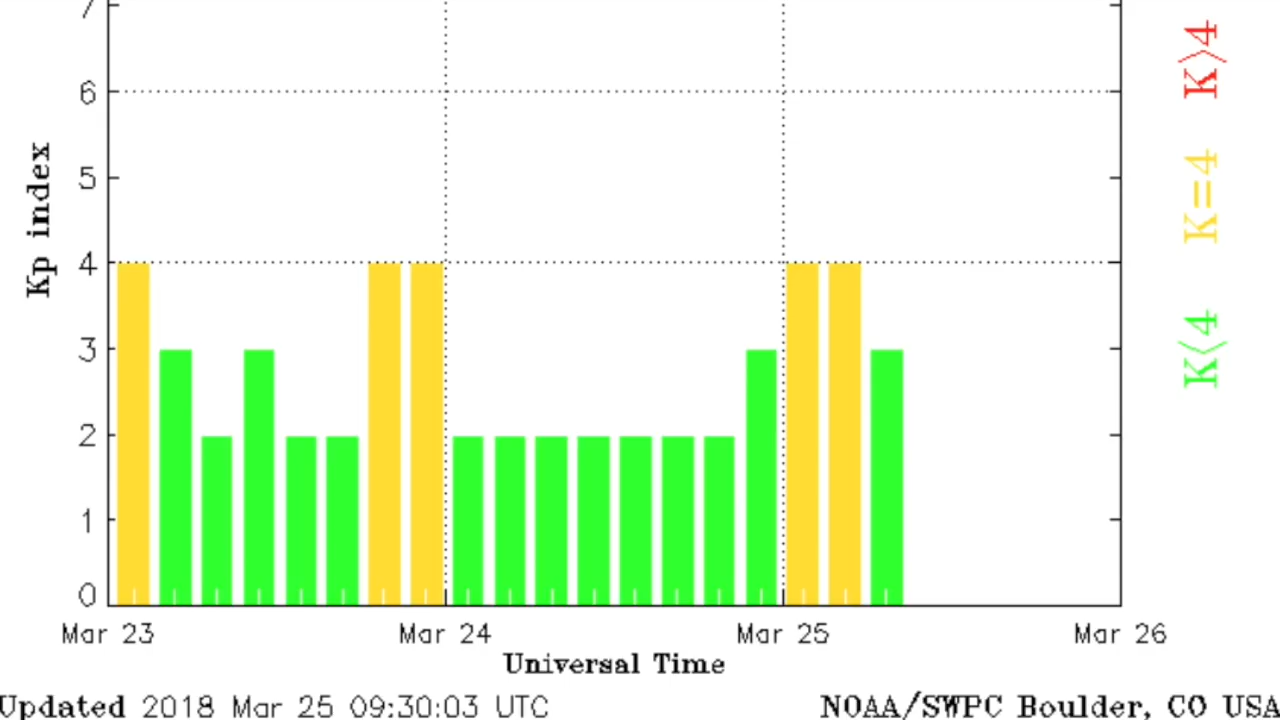 7
6
5
4
3
2
1
0
Kp index
Mar 23 Mar 24 Mar 25 Mar 26
Universal Time
Updated 2018 Mar 25 09:30:03 UTC
NOAA/SWPC Boulder, CO USA
K>4
K=4
K<4